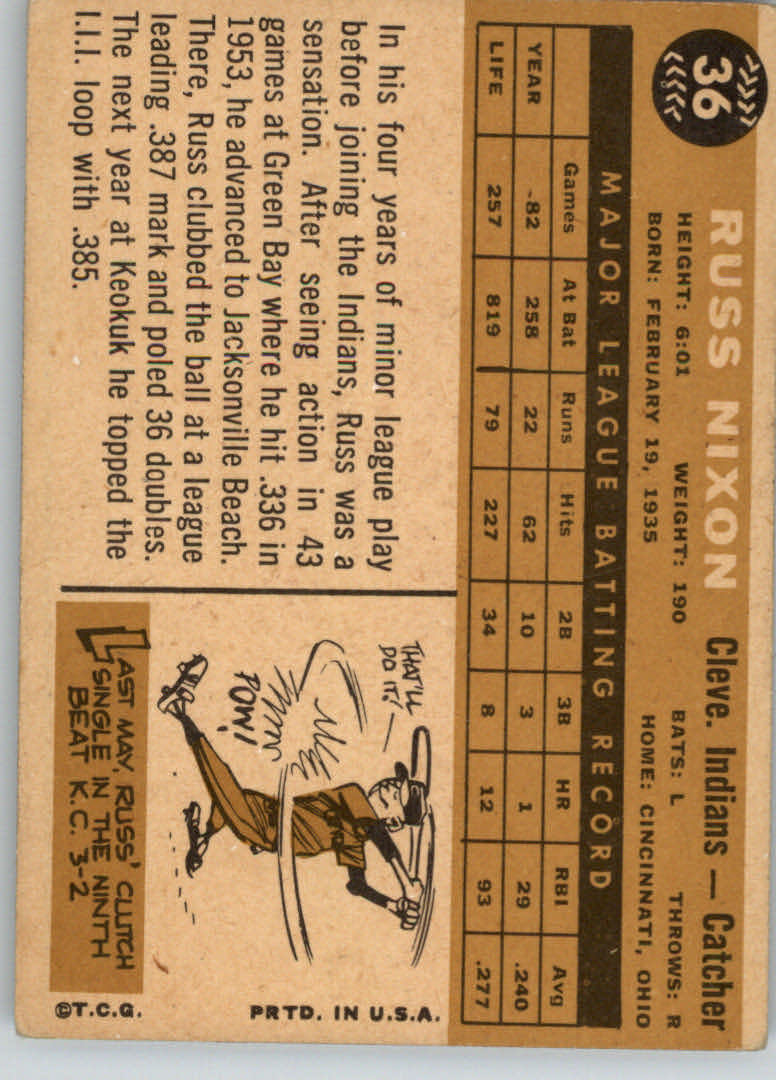 36
RUSS NIXON Cleve. Indians — Catcher
HEIGHT: 6:01 WEIGHT: 190 BATS: L THROWS: R
BORN: FEBRUARY 19, 1935 HOME: CINCINNATI, OHIO
MAJOR LEAGUE BATTING RECORD
Games At Bat Runs Hits 2B 3B HR RBI Avg
YEAR -82 258 22 62 10 3 1 29 .240
LIFE 257 819 79 227 34 8 12 93 .277
In his four years of minor league play
before joining the Indians, Russ was a
sensation. After seeing action in 43
games at Green Bay where he hit .336 in
1953, he advanced to Jacksonville Beach.
There, Russ clubbed the ball at a league
leading .387 mark and poled 36 doubles.
The next year at Keokuk he topped the
I.I.I. loop with .385.
THAT'LL
DO IT!
POW!
LAST MAY, RUSS' CLUTCH
SINGLE IN THE NINTH
BEAT K.C. 3-2
©T.C.G. PRTD. IN U.S.A.